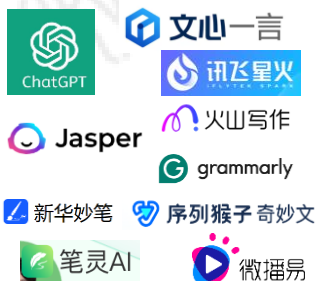 ChatGPT
文心一言
讯飞星火
IFLYTEK SPARK
Jasper
火山写作
grammarly
新华妙笔
序列猴子奇妙文
笔灵AI
微播易